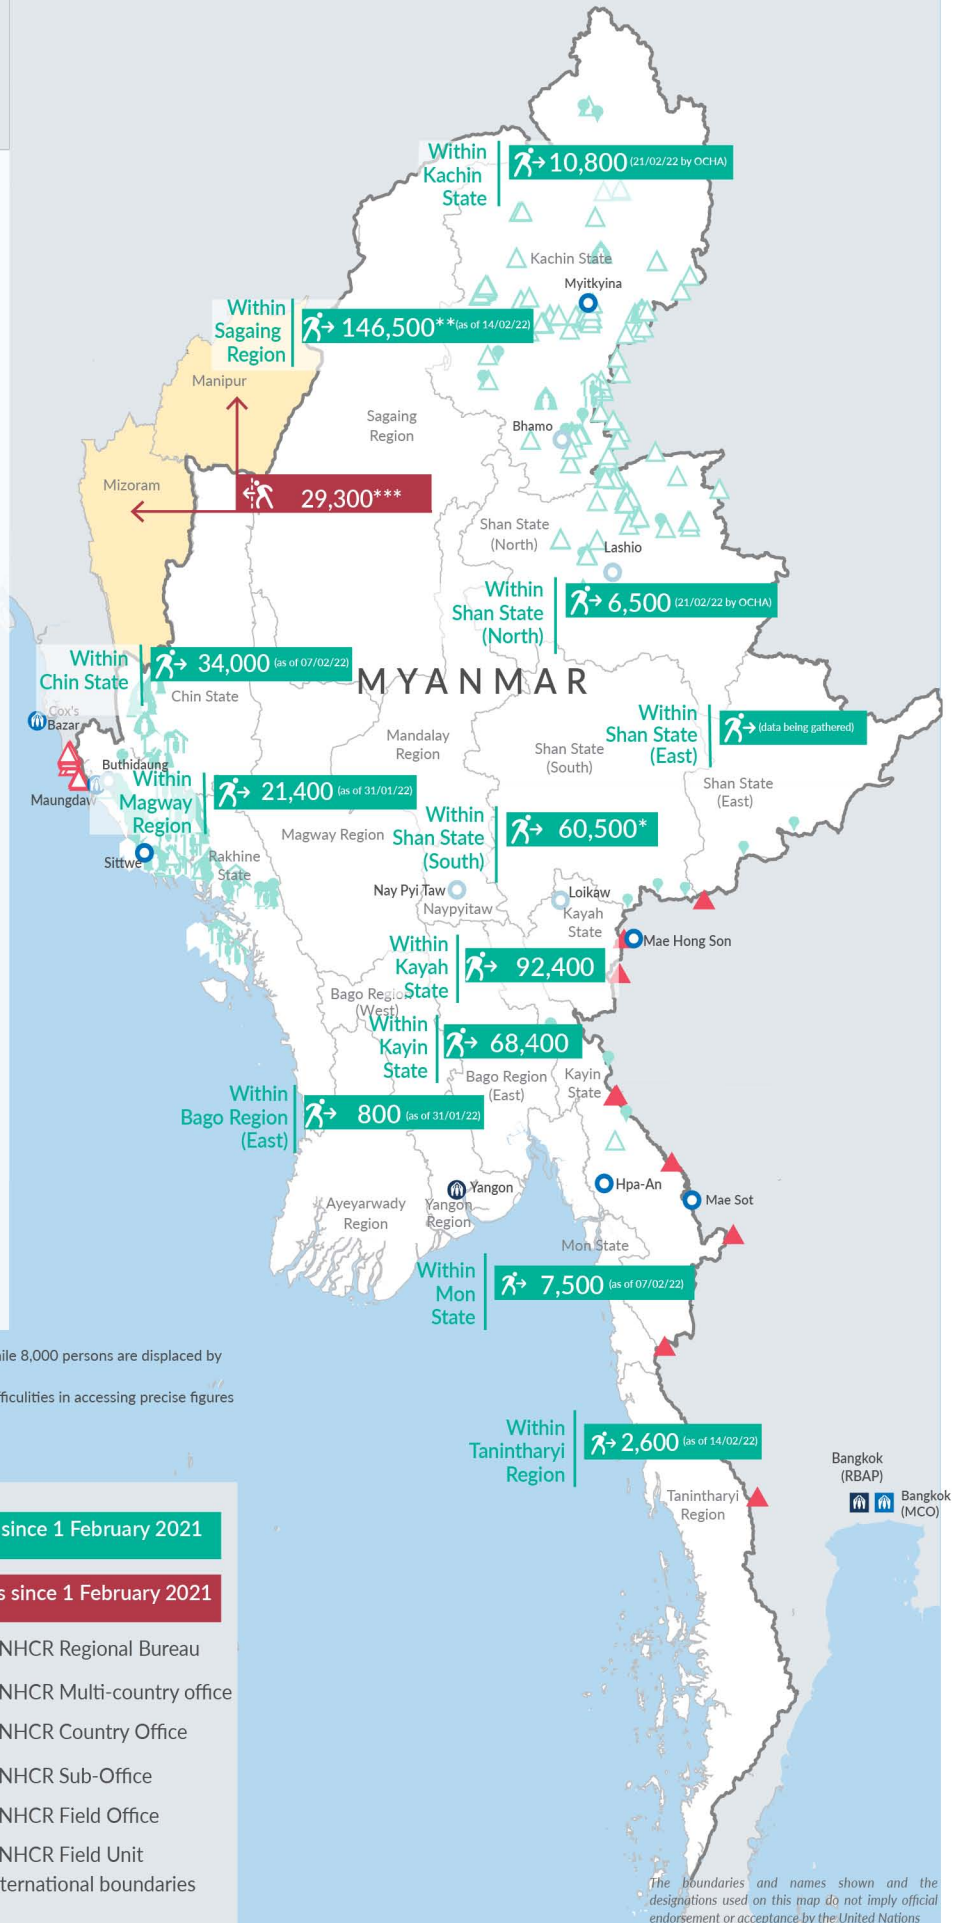 Within
Kachin
State
10,800 (21/02/22 by OCHA)
Kachin State
Myitkyina
Within
Sagaing
Region
146,500** (as of 14/02/22)
Manipur
Sagaing
Region
Bhamo
Mizoram
29,300***
Shan State
(North)
Lashio
Within
Shan State
(North)
6,500 (21/02/22 by OCHA)
Within
Chin State
34,000 (as of 07/02/22)
Chin State
MYANMAR
Cox's
Bazar
Mandalay
Region
Shan State
(South)
Within
Shan State
(East)
(data being gathered)
Shan State
(East)
Buthidaung
Maungdaw
Within
Magway
Region
21,400 (as of 31/01/22)
Magway Region
Within
Shan State
(South)
60,500*
Sittwe
Rakhine
State
Nay Pyi Taw
Naypyitaw
Loikaw
Kayah
State
Mae Hong Son
Within
Kayah
State
92,400
Bago Region
(West)
Within
Kayin
State
68,400
Bago Region
(East)
Kayin
State
Within
Bago Region
(East)
800 (as of 31/01/22)
Hpa-An
Mae Sot
Yangon
Yangon
Region
Ayeyarwady
Region
Mon State
Within
Mon
State
7,500 (as of 07/02/22)
ile 8,000 persons are displaced by
fficulities in accessing precise figures
Within
Tanintharyi
Region
2,600 (as of 14/02/22)
Tanintharyi
Region
Bangkok
(RBAP)
Bangkok
(MCO)
since 1 February 2021
s since 1 February 2021
NHCR Regional Bureau
NHCR Multi-country office
NHCR Country Office
NHCR Sub-Office
NHCR Field Office
NHCR Field Unit
ternational boundaries
The boundaries and names shown and the
designations used on this map do not imply official
endorsement or acceptance by the United Nations